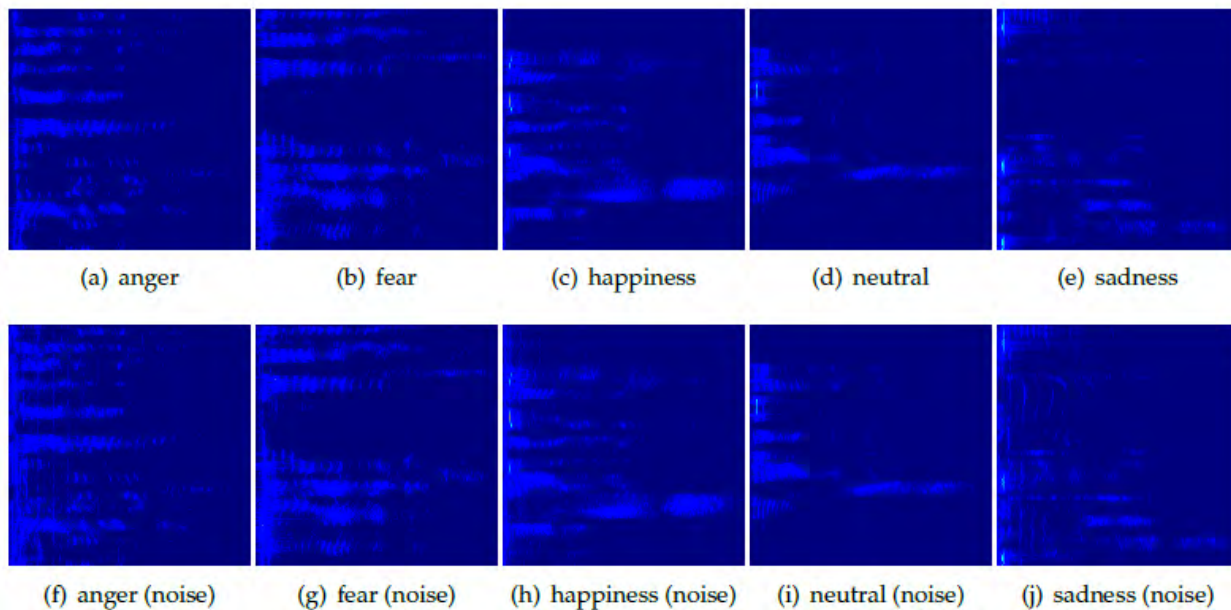 (a) anger (b) fear (c) happiness (d) neutral (e) sadness
(f) anger (noise) (g) fear (noise) (h) happiness (noise) (i) neutral (noise) (j) sadness (noise)